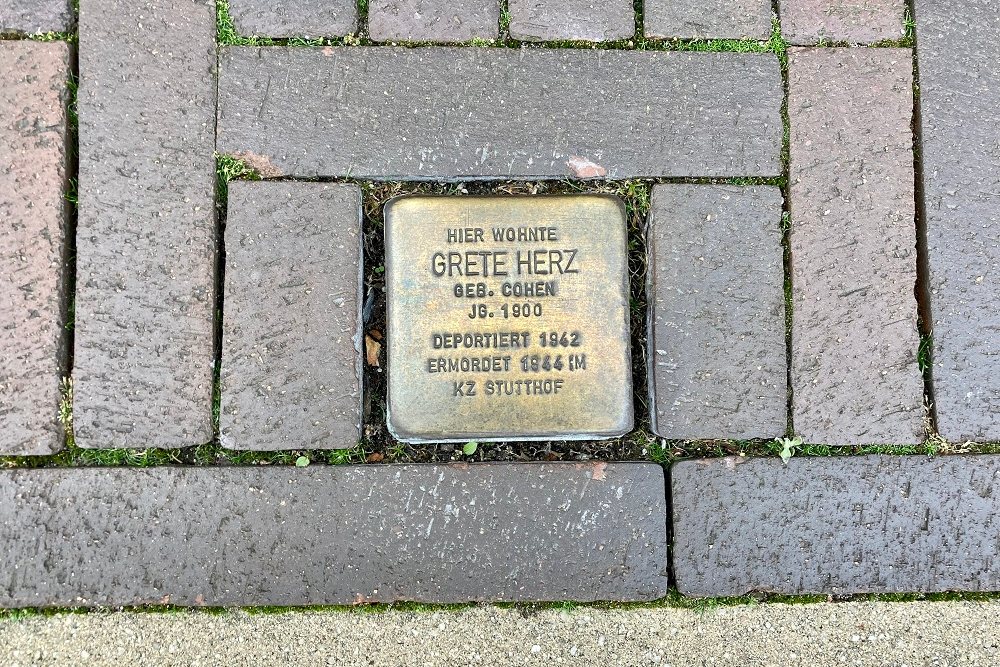 HIER WOHNTE
GRETE HERZ
GEB. COHEN
JG. 1900
DEPORTIERT 1942
ERMORDET 1944 IM
KZ STUTTHOF